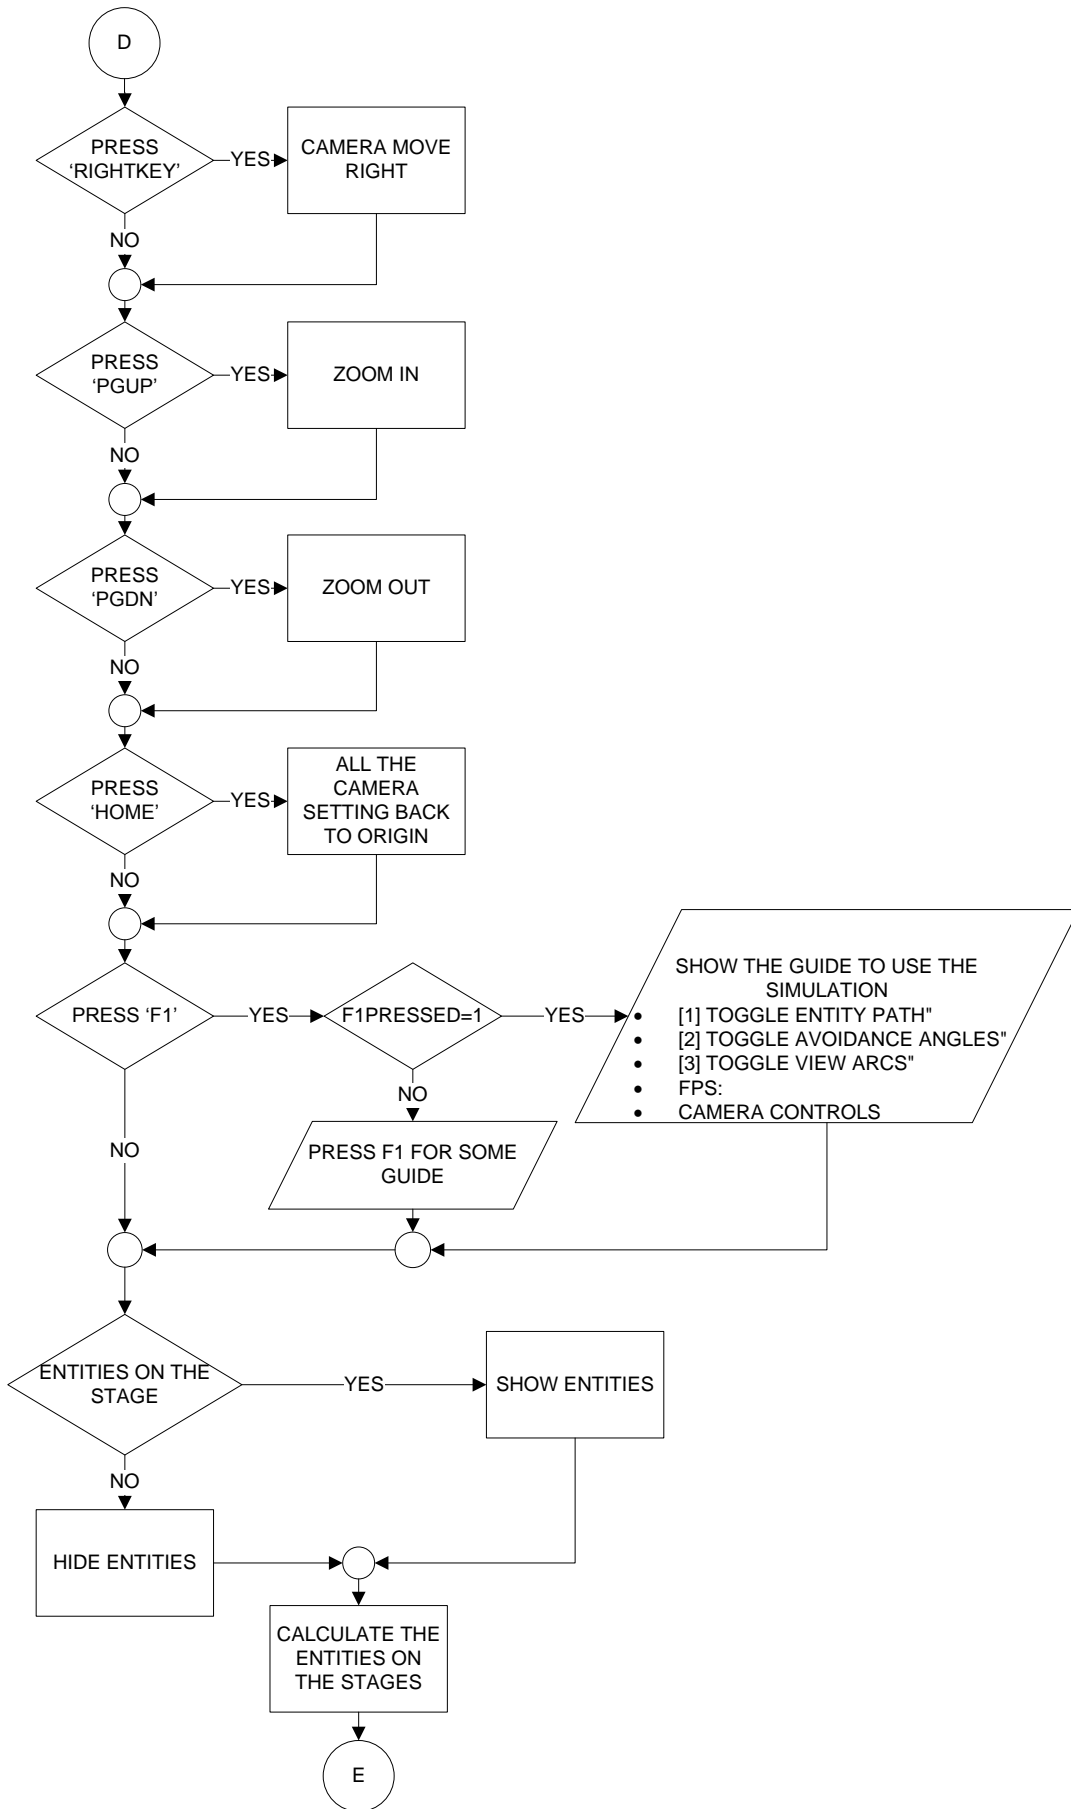 D
PRESS
‘RIGHTKEY’
YES
CAMERA MOVE
RIGHT
NO
PRESS
‘PGUP’
YES
ZOOM IN
NO
PRESS
‘PGDN’
YES
ZOOM OUT
NO
PRESS
‘HOME’
YES
ALL THE
CAMERA
SETTING BACK
TO ORIGIN
NO
PRESS ‘F1’
YES
F1PRESSED=1
YES
SHOW THE GUIDE TO USE THE
SIMULATION
• [1] TOGGLE ENTITY PATH"
• [2] TOGGLE AVOIDANCE ANGLES"
• [3] TOGGLE VIEW ARCS"
• FPS:
• CAMERA CONTROLS
NO
PRESS F1 FOR SOME
GUIDE
NO
ENTITIES ON THE
STAGE
YES
SHOW ENTITIES
NO
HIDE ENTITIES
CALCULATE THE
ENTITIES ON
THE STAGES
E